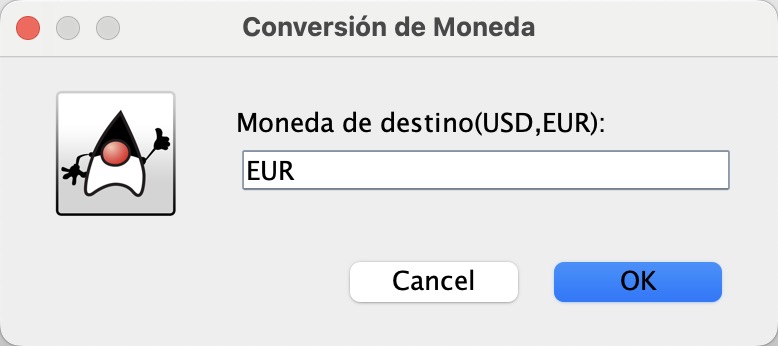 Conversión de Moneda
Moneda de destino(USD,EUR):
EUR
Cancel
OK